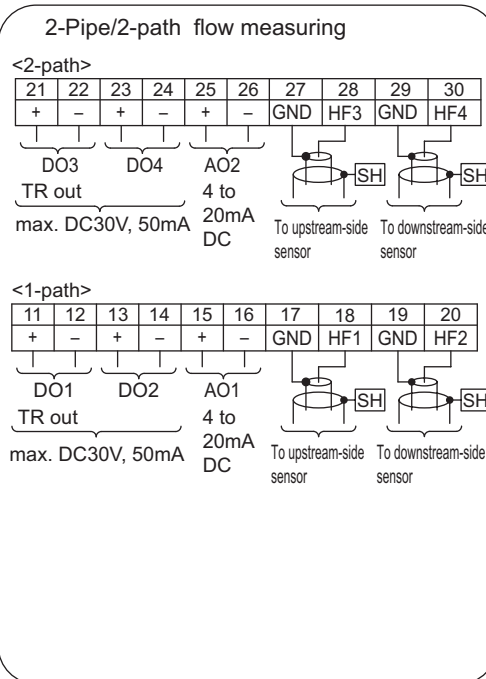 2-Pipe/2-path flow measuring
<2-path>
21 22 23 24 25 26 27 28 29 30
+ – + – + – GND HF3 GND HF4
DO3 DO4 AO2 SH SH
TR out 4 to
max. DC30V, 50mA 20mA
DC
To upstream-side To downstream-side
sensor sensor
<1-path>
11 12 13 14 15 16 17 18 19 20
+ – + – + – GND HF1 GND HF2
DO1 DO2 AO1 SH SH
TR out 4 to
max. DC30V, 50mA 20mA
DC
To upstream-side To downstream-side
sensor sensor